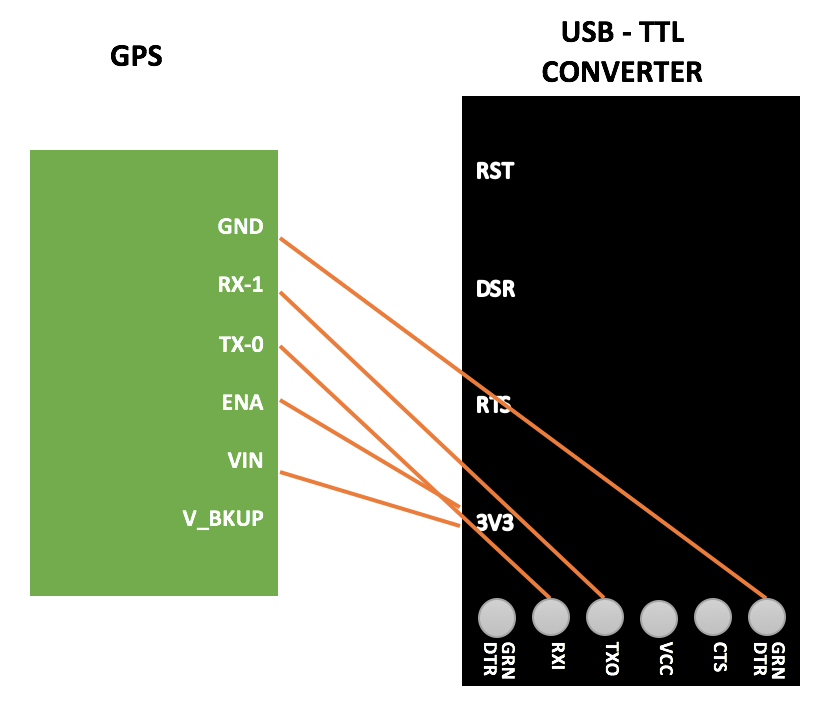 GPS
USB - TTL
CONVERTER
GND
RX-1
TX-0
ENA
VIN
V_BKUP
RST
DSR
RTS
3V3
GRN
DTR
RXI
TXO
VCC
CTS
GRN
DTR